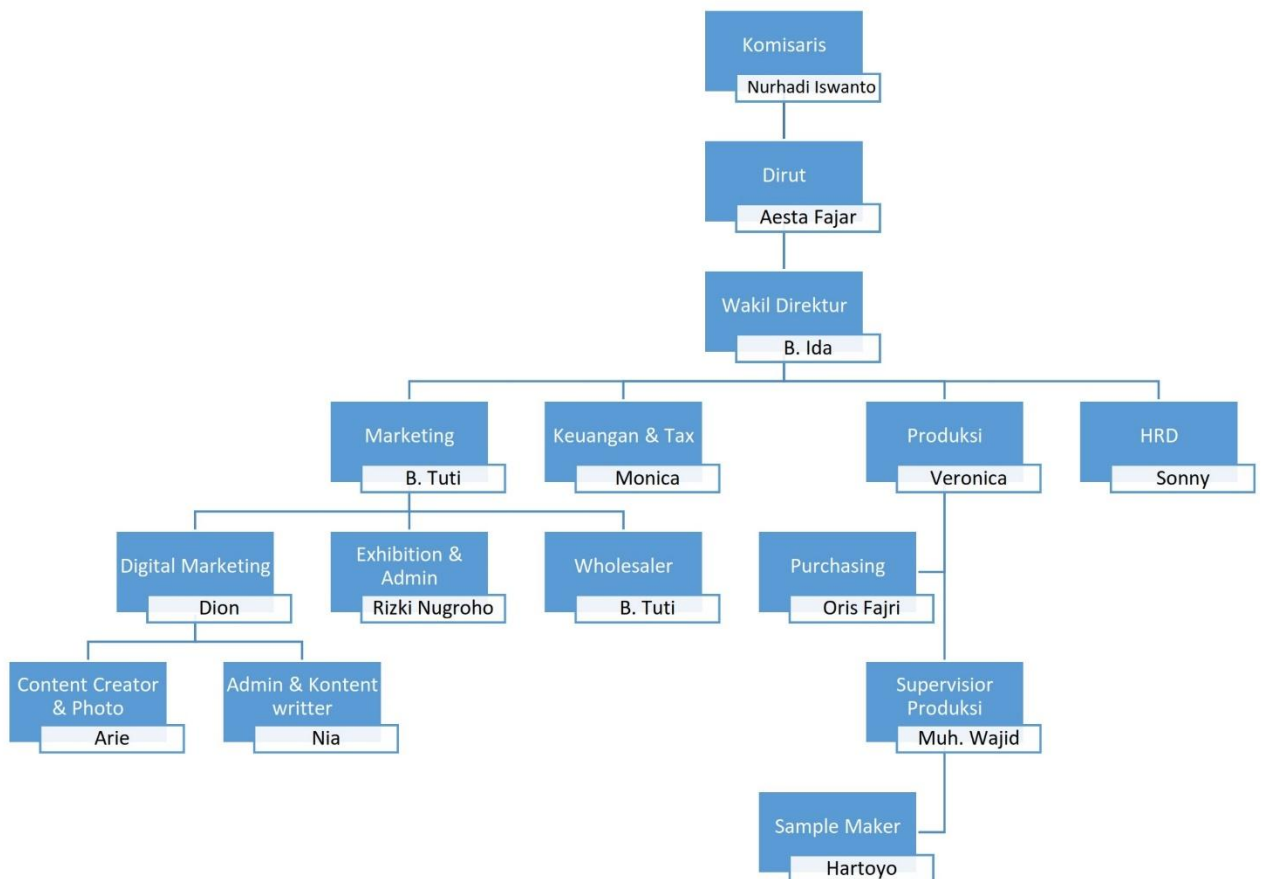 Komisaris
Nurhadi Iswanto
Dirut
Aesta Fajar
Wakil Direktur
B. Ida
Marketing
B. Tuti
Keuangan & Tax
Monica
Produksi
Veronica
HRD
Sonny
Digital Marketing
Dion
Exhibition &
Admin
Rizki Nugroho
Wholesaler
B. Tuti
Purchasing
Oris Fajri
Content Creator
& Photo
Arie
Admin & Kontent
writter
Nia
Supervisior
Produksi
Muh. Wajid
Sample Maker
Hartoyo